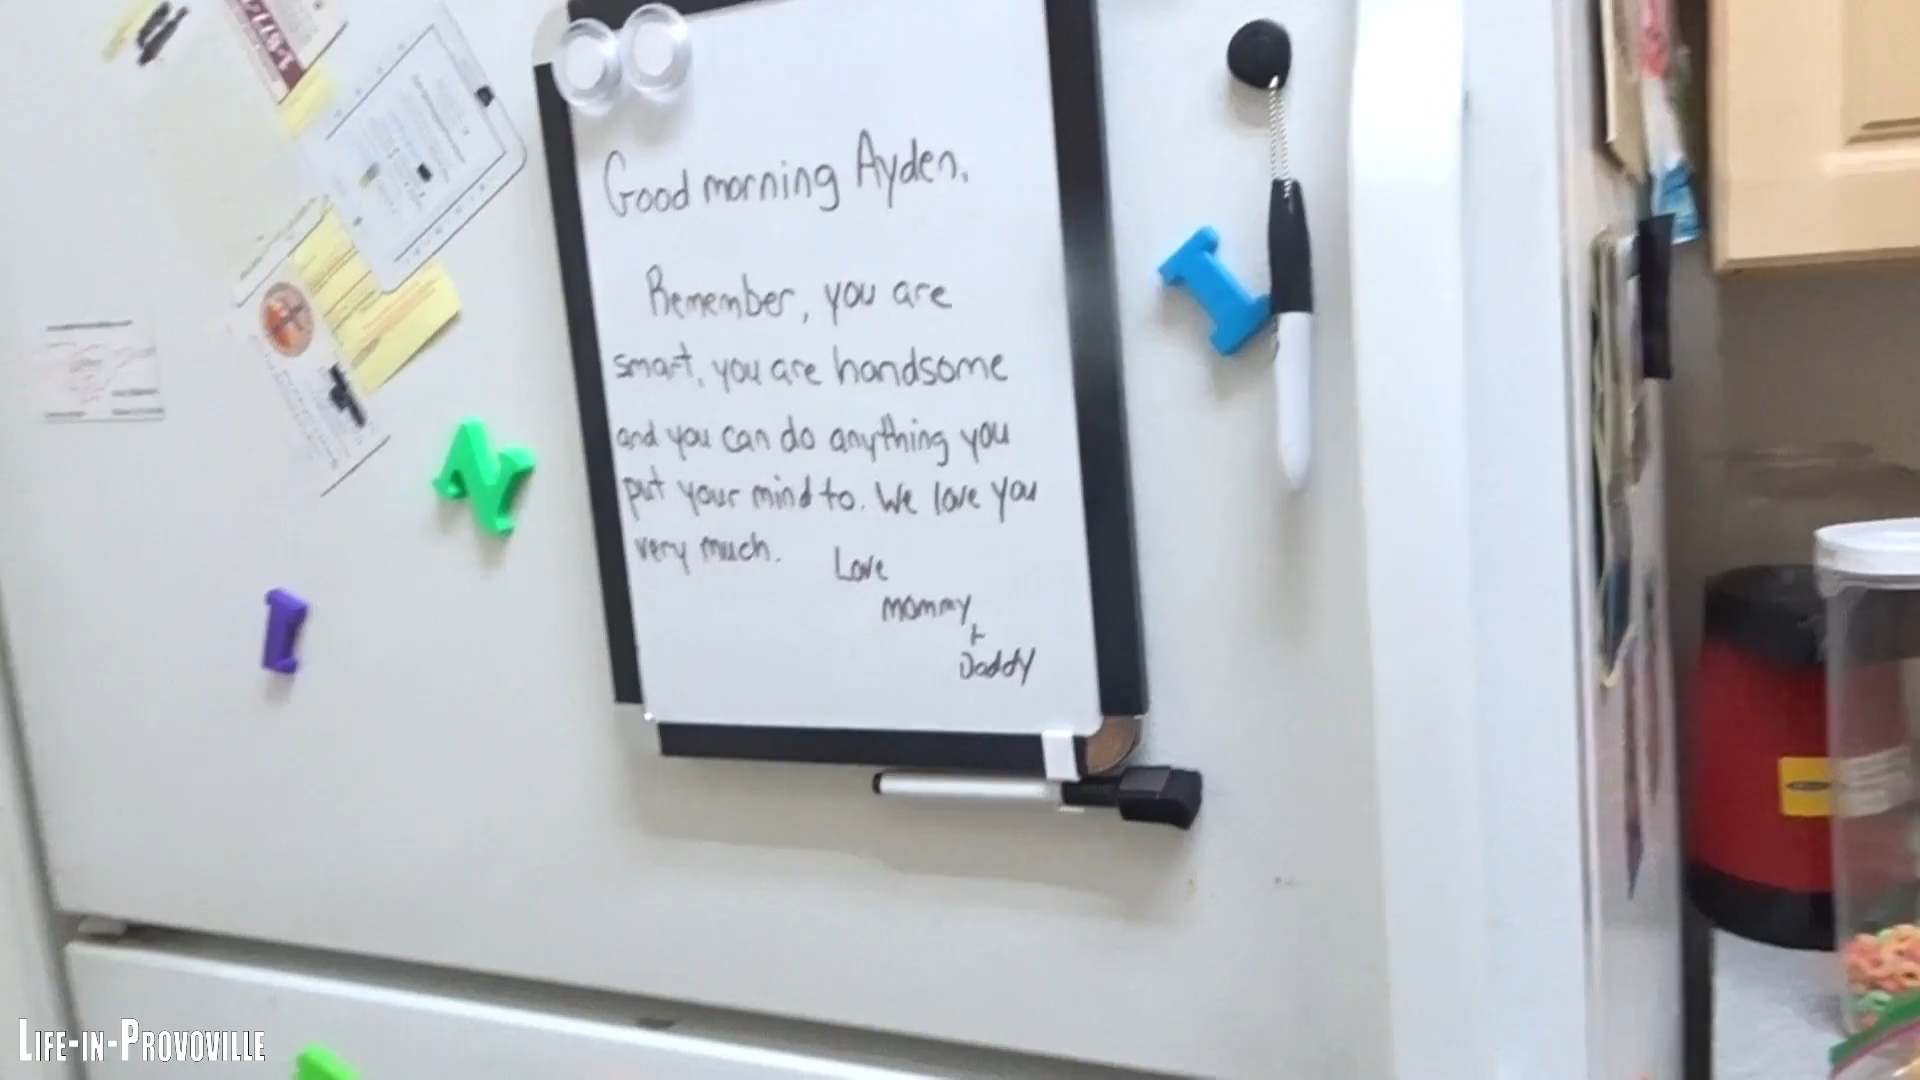 Good morning Ayden,
Remember, you are
smart, you are handsome
and you can do anything you
put your mind to. We love you
very much.
Love
mommy
+
Daddy
I
N
I
LIFE-IN-PROVOVILLE